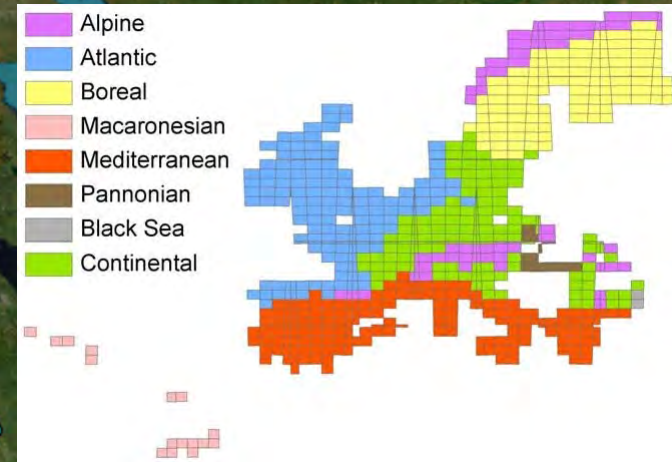 Alpine
Atlantic
Boreal
Macaronesian
Mediterranean
Pannonian
Black Sea
Continental